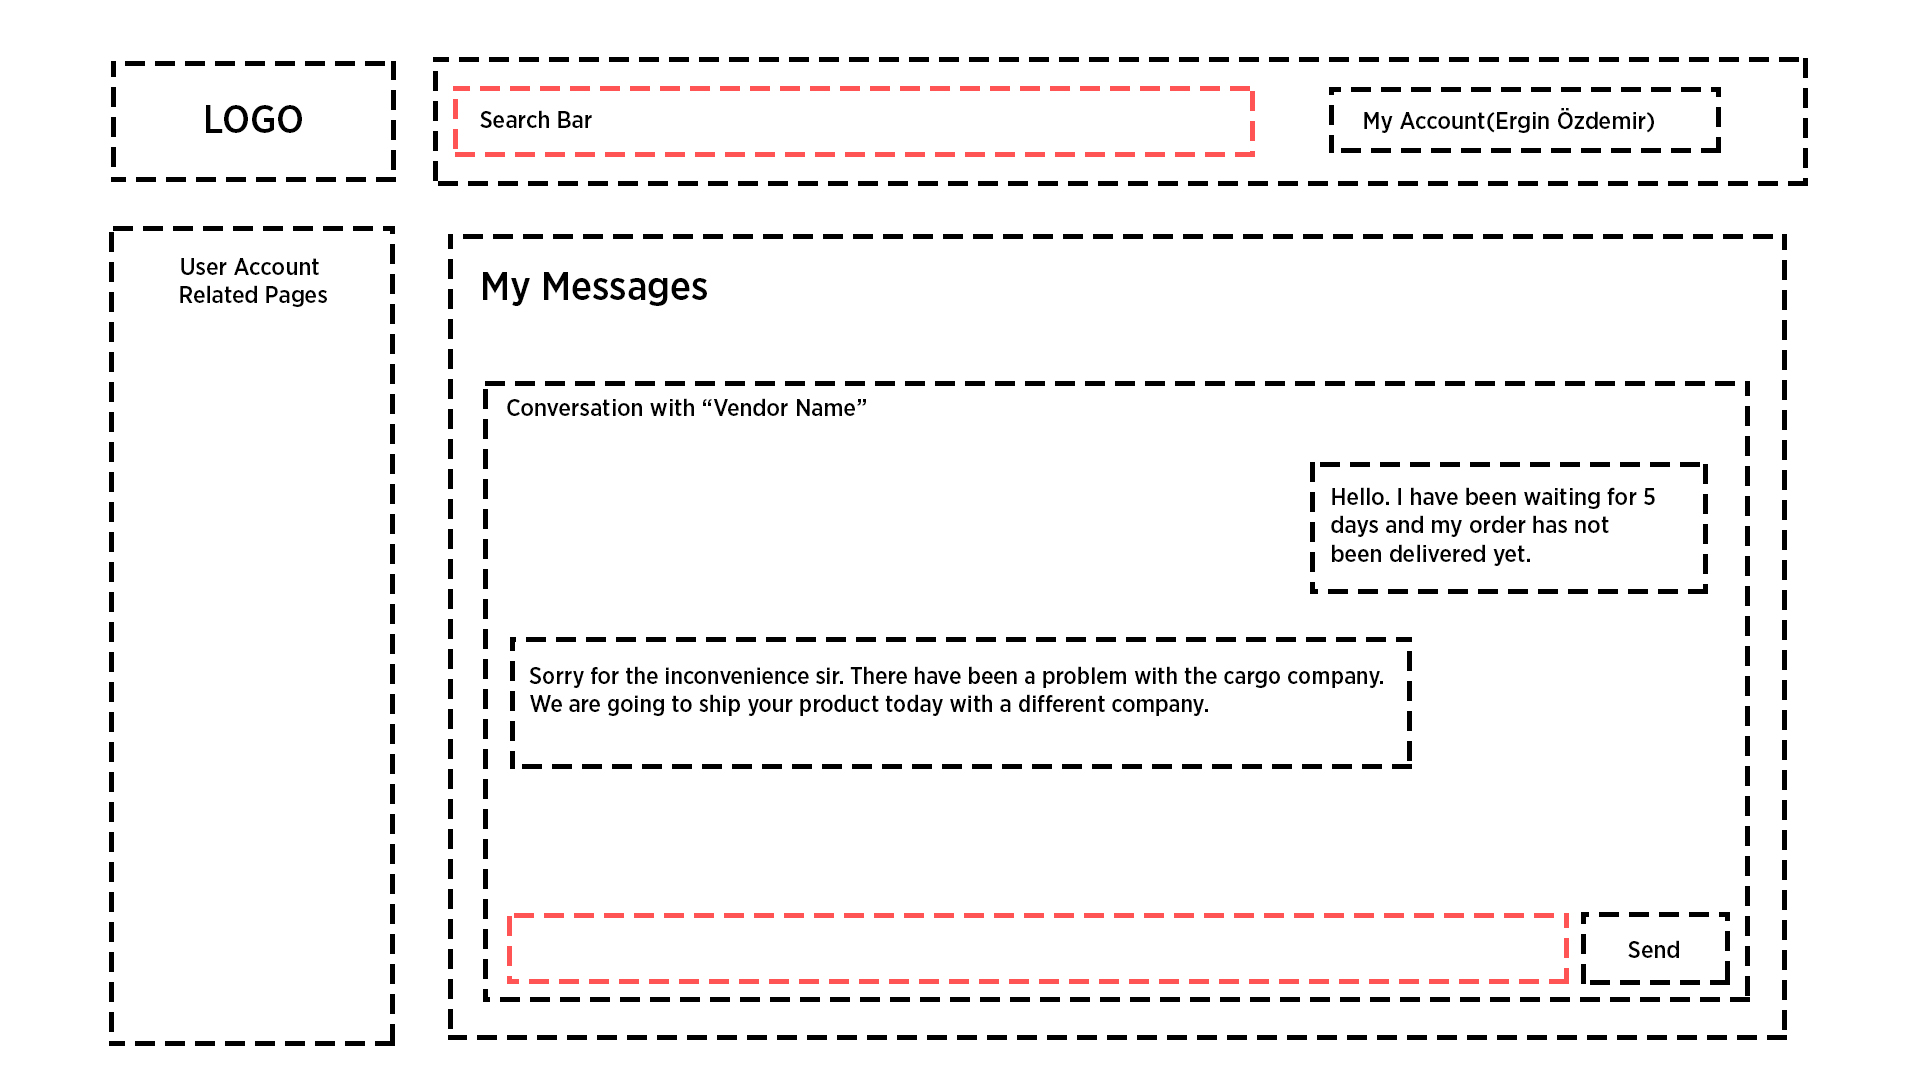 LOGO
Search Bar
My Account(Ergin Özdemir)
User Account
Related Pages
My Messages
Conversation with “Vendor Name”
Hello. I have been waiting for 5
days and my order has not
been delivered yet.
Sorry for the inconvenience sir. There have been a problem with the cargo company.
We are going to ship your product today with a different company.
Send